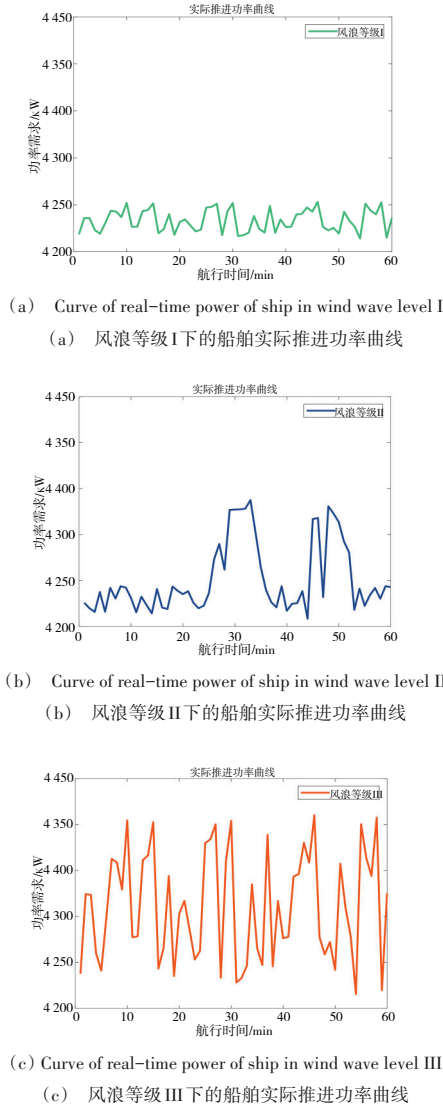 实际推进功率曲线
4 450
4 350
4 400
4 300
4 250
4 200
功率需求/kW
风浪等级I
0 10 20 30 40 50 60
航行时间/min
(a) Curve of real-time power of ship in wind wave level I
(a) 风浪等级I下的船舶实际推进功率曲线
实际推进功率曲线
4 450
4 350
4 400
4 300
4 250
4 200
功率需求/kW
风浪等级II
0 10 20 30 40 50 60
航行时间/min
(b) Curve of real-time power of ship in wind wave level II
(b) 风浪等级II下的船舶实际推进功率曲线
实际推进功率曲线
4 450
4 350
4 400
4 300
4 250
4 200
功率需求/kW
风浪等级III
0 10 20 30 40 50 60
航行时间/min
(c) Curve of real-time power of ship in wind wave level III
(c) 风浪等级III下的船舶实际推进功率曲线